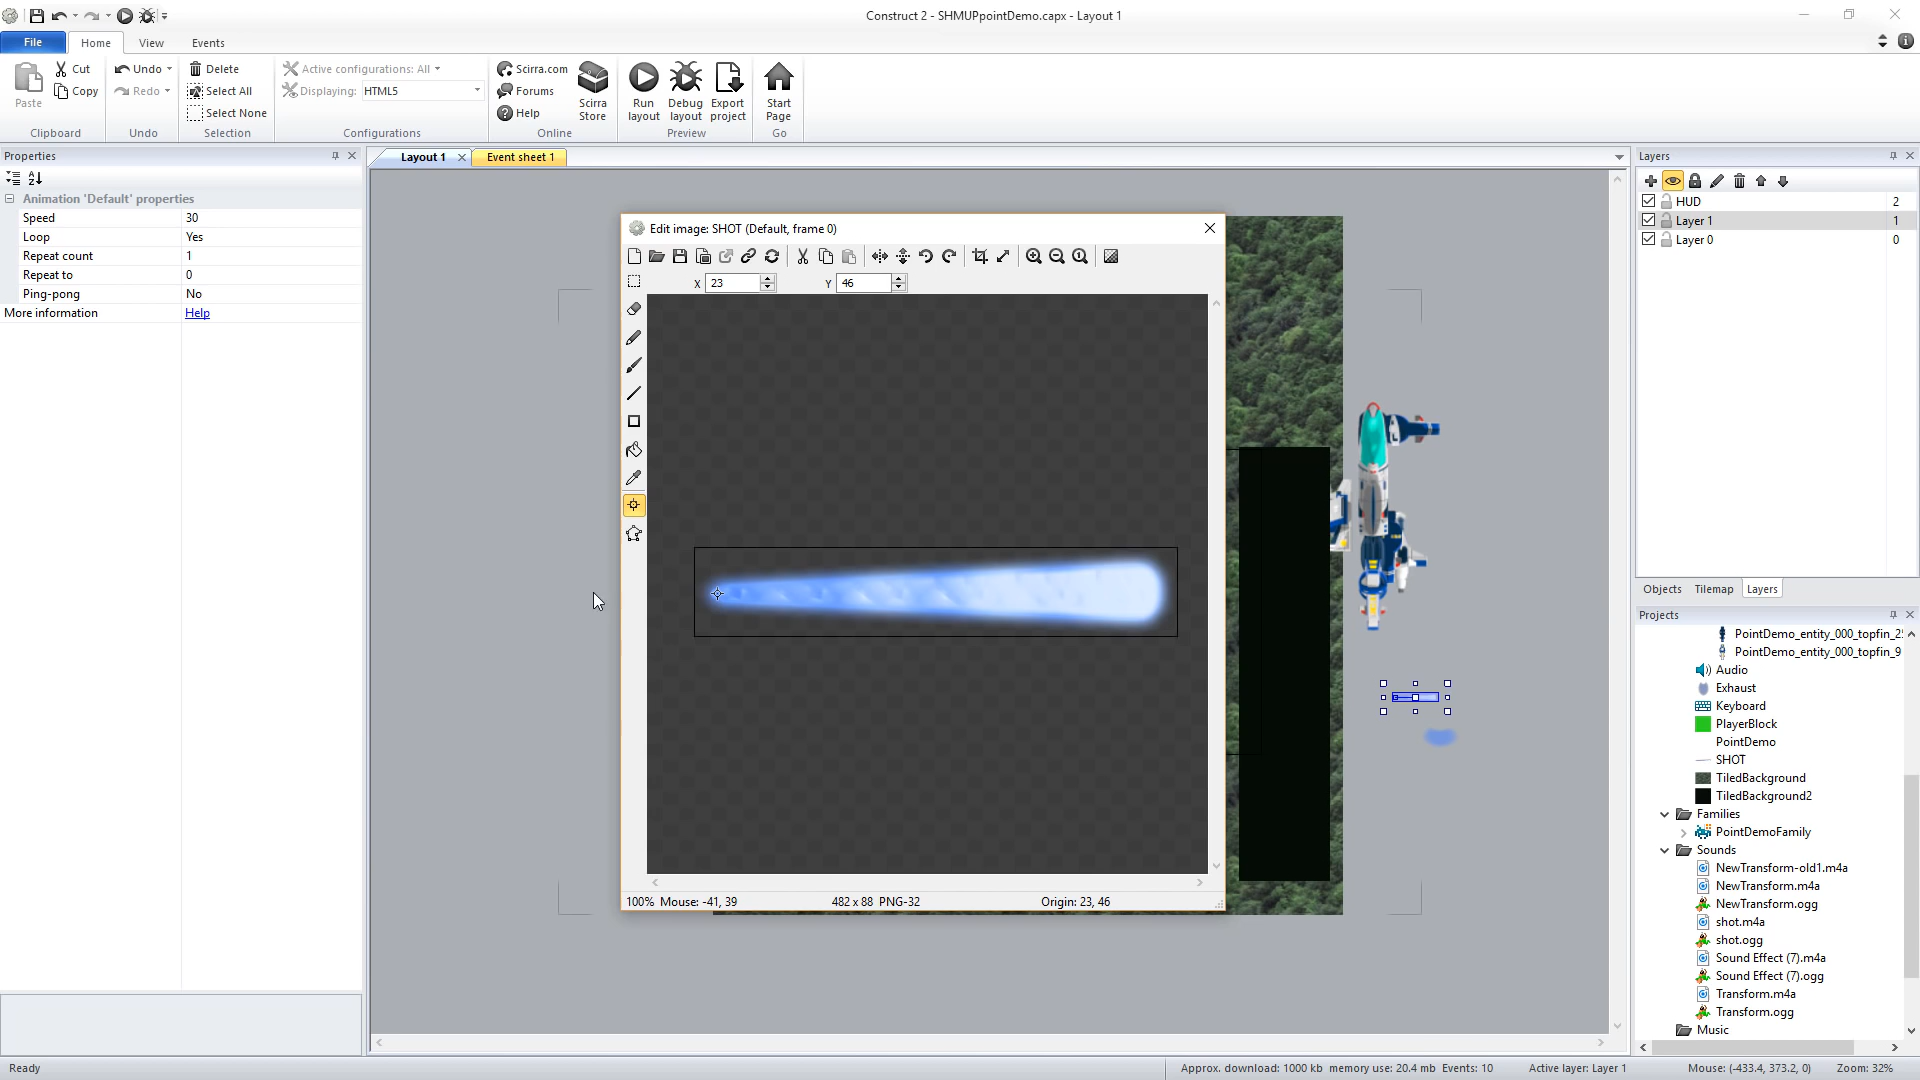 Construct 2 - SHMUPpointDemo.capx - Layout 1
File
Home
View
Events
Paste
Cut
Copy
Clipboard
Undo
Redo
Undo
Delete
Select All
Select None
Selection
Active configurations: All
Displaying: HTML5
Configurations
Scirra.com
Forums
Help
Scirra Store
Online
Run layout
Debug layout
Export project
Preview
Start Page
Go
Properties
Animation 'Default' properties
Speed 30
Loop Yes
Repeat count 1
Repeat to 0
Ping-pong No
More information Help
Layout 1
Event sheet 1
Edit image: SHOT (Default, frame 0)
X 23
Y 46
100% Mouse: -41, 39
482 x 88 PNG-32
Origin: 23, 46
Layers
HUD 2
Layer 1 1
Layer 0 0
Objects
Tilemap
Layers
Projects
PointDemo_entity_000_topfin_2
PointDemo_entity_000_topfin_9
Audio
Exhaust
Keyboard
PlayerBlock
PointDemo
SHOT
TiledBackground
TiledBackground2
Families
PointDemoFamily
Sounds
NewTransform-old1.m4a
NewTransform.m4a
NewTransform.ogg
shot.m4a
shot.ogg
Sound Effect (7).m4a
Sound Effect (7).ogg
Transform.m4a
Transform.ogg
Music
Ready
Approx. download: 1000 kb memory use: 20.4 mb Events: 10
Active layer: Layer 1
Mouse: (-433.4, 373.2, 0)
Zoom: 32%